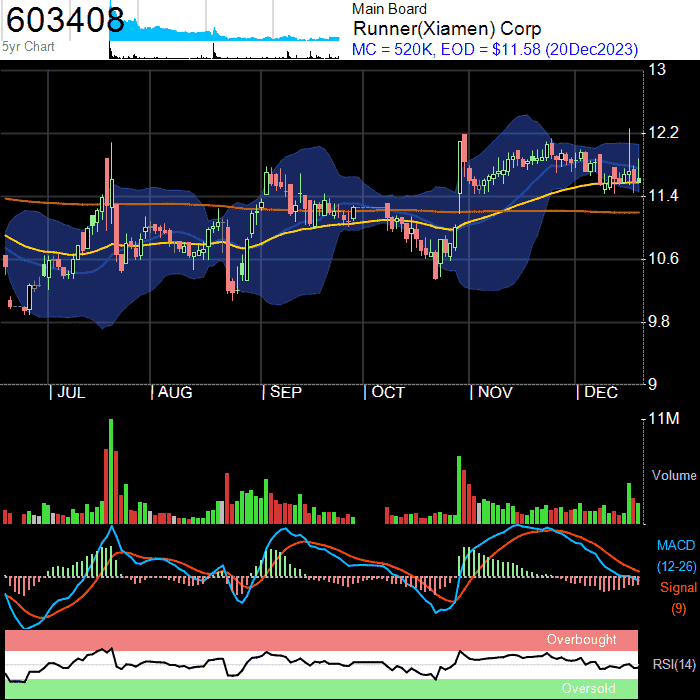 603408
5yr Chart
Main Board
Runner(Xiamen) Corp
MC = 520K, EOD = $11.58 (20Dec2023)
13
12.2
11.4
10.6
9.8
9
JUL
AUG
SEP
OCT
NOV
DEC
11M
Volume
MACD
(12-26)
Signal
(9)
Overbought
RSI(14)
Oversold